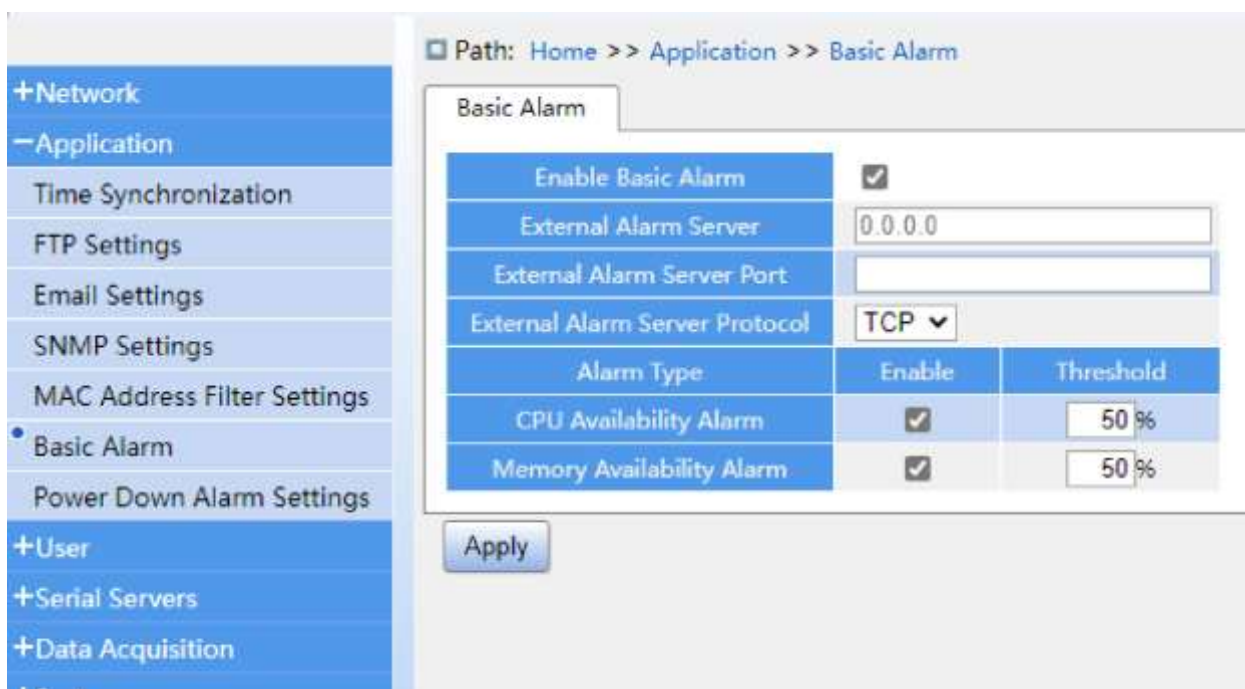 Path: Home >> Application >> Basic Alarm
+Network
−Application
Time Synchronization
FTP Settings
Email Settings
SNMP Settings
MAC Address Filter Settings
Basic Alarm
Power Down Alarm Settings
+User
+Serial Servers
+Data Acquisition
Basic Alarm
Enable Basic Alarm
External Alarm Server 0.0.0.0
External Alarm Server Port
External Alarm Server Protocol TCP
Alarm Type Enable Threshold
CPU Availability Alarm 50 %
Memory Availability Alarm 50 %
Apply